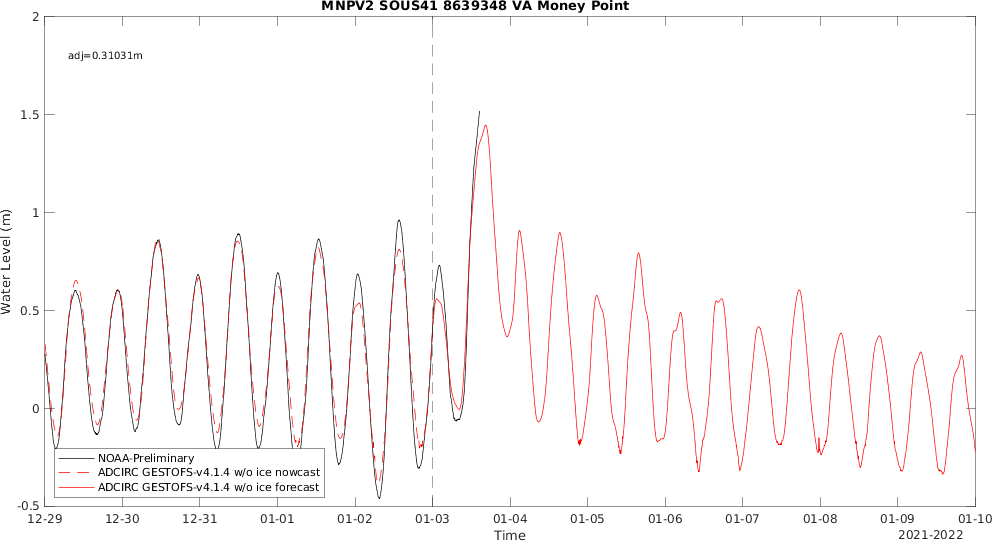 MNPV2 SOUS41 8639348 VA Money Point
adj=0.31031m
Water Level (m)
2
1.5
1
0.5
0
-0.5
NOAA-Preliminary
ADCIRC GESTOFS-v4.1.4 w/o ice nowcast
ADCIRC GESTOFS-v4.1.4 w/o ice forecast
12-29 12-30 12-31 01-01 01-02 01-03 01-04 01-05 01-06 01-07 01-08 01-09 01-10
Time
2021-2022